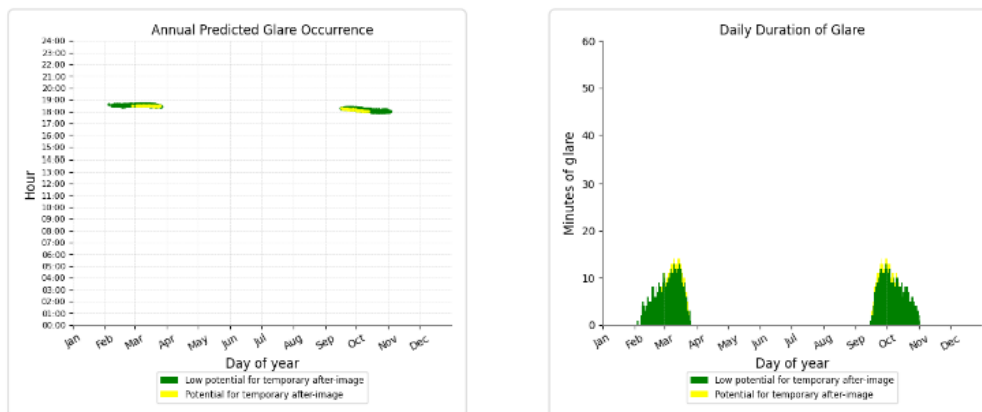 Annual Predicted Glare Occurrence
24:00
23:00
22:00
21:00
20:00
19:00
18:00
17:00
16:00
15:00
14:00
13:00
12:00
11:00
10:00
09:00
08:00
07:00
06:00
05:00
04:00
03:00
02:00
01:00
00:00
Hour
Jan Feb Mar Apr May Jun Jul Aug Sep Oct Nov Dec
Day of year
Low potential for temporary after-image
Potential for temporary after-image
Daily Duration of Glare
60
50
40
30
20
10
0
Minutes of glare
Jan Feb Mar Apr May Jun Jul Aug Sep Oct Nov Dec
Day of year
Low potential for temporary after-image
Potential for temporary after-image